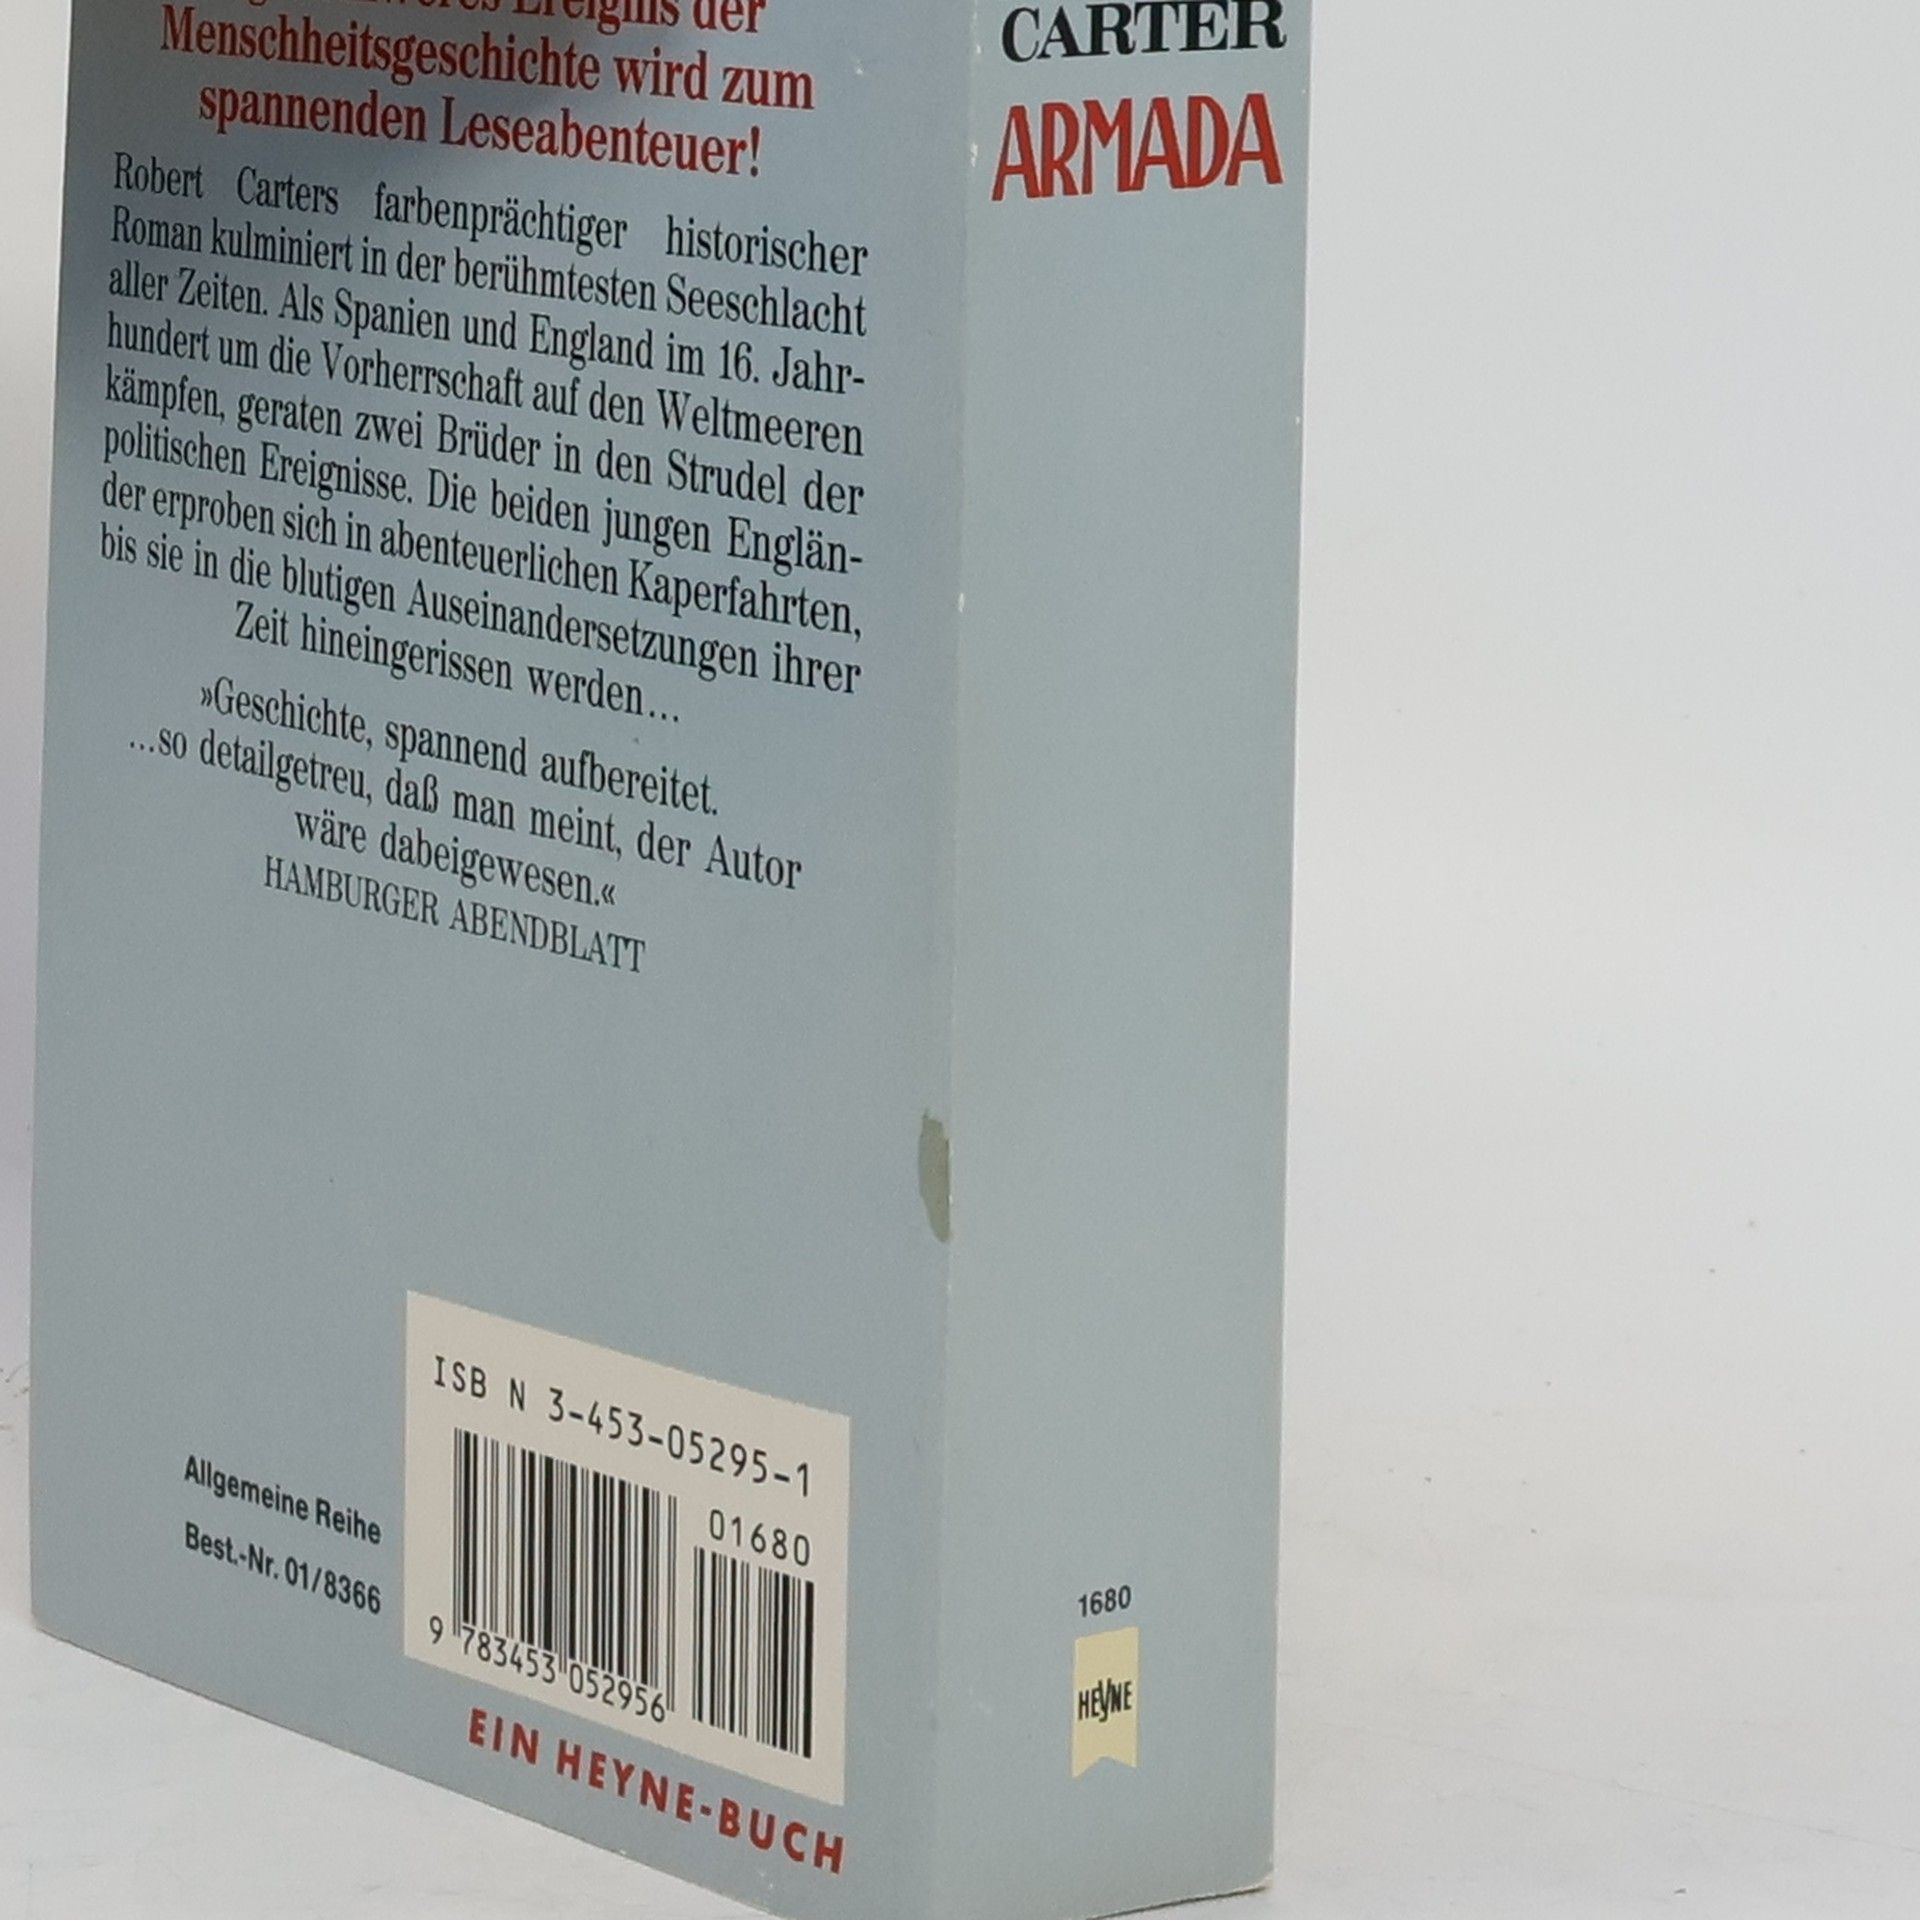 Ereignis der
Menschheitsgeschichte wird zum
spannenden Leseabenteuer!
Robert Carters farbenprächtiger historischer
Roman kulminiert in der berühmtesten Seeschlacht
aller Zeiten. Als Spanien und England im 16. Jahr-
hundert um die Vorherrschaft auf den Weltmeeren
kämpfen, geraten zwei Brüder in den Strudel der
politischen Ereignisse. Die beiden jungen Englän-
der erproben sich in abenteuerlichen Kaperfahrten,
bis sie in die blutigen Auseinandersetzungen ihrer
Zeit hineingerissen werden...
»Geschichte, spannend aufbereitet.
...so detailgetreu, daß man meint, der Autor
wäre dabeigewesen.«
HAMBURGER ABENDBLATT
Allgemeine Reihe
Best.-Nr. 01/8366
ISB N 3-453-05295-1
01680
9 783453 052956
EIN HEYNE-BUCH
CARTER
ARMADA
1680
HEYNE